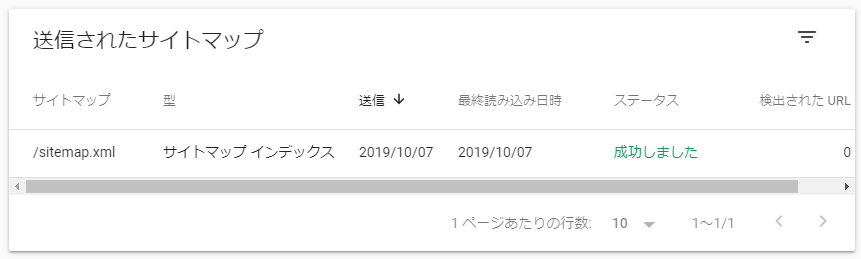 送信されたサイトマップ
サイトマップ 型 送信 最終読み込み日時 ステータス 検出された URL
/sitemap.xml サイトマップ インデックス 2019/10/07 2019/10/07 成功しました 0
1 ページあたりの行数: 10 1~1/1